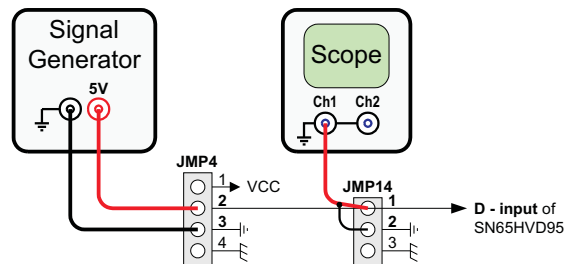 Signal
Generator
5V
Scope
Ch1 Ch2
JMP4
1 VCC
2
3
4
JMP14
1
2
3
D - input of
SN65HVD95